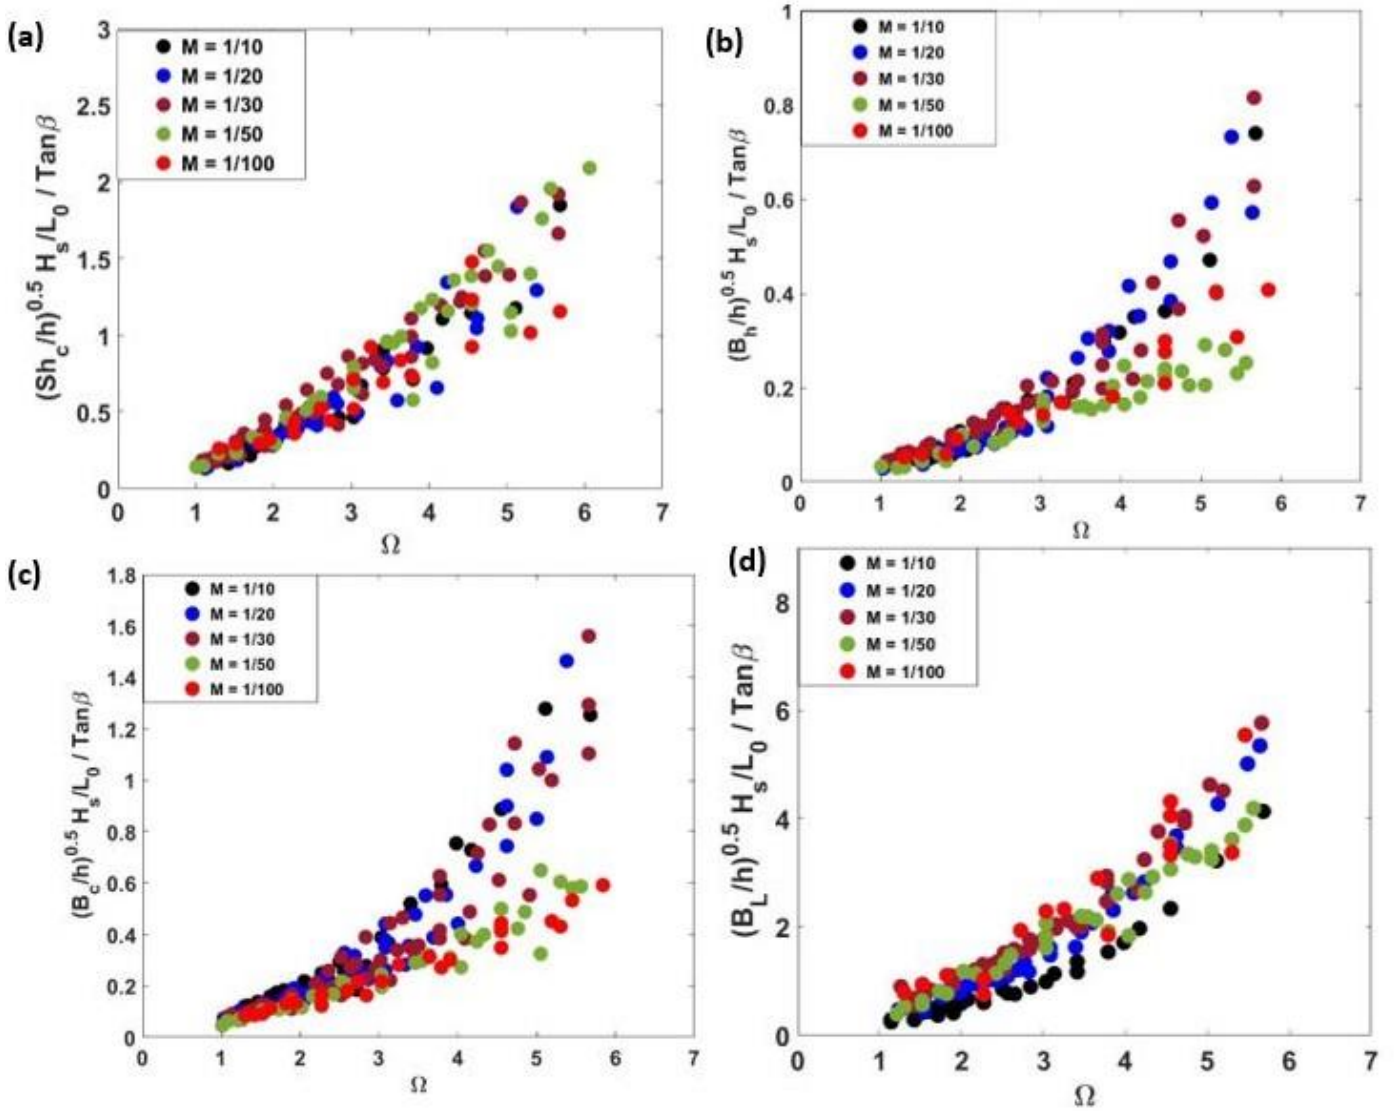 (a)
M = 1/10
M = 1/20
M = 1/30
M = 1/50
M = 1/100
(Sh_c/h)^0.5 H_s/L_0 / Tanβ
3
2.5
2
1.5
1
0.5
0
0 1 2 3 4 5 6 7
Ω
(b)
M = 1/10
M = 1/20
M = 1/30
M = 1/50
M = 1/100
(B_h/h)^0.5 H_s/L_0 / Tanβ
1
0.8
0.6
0.4
0.2
0
0 1 2 3 4 5 6 7
Ω
(c)
M = 1/10
M = 1/20
M = 1/30
M = 1/50
M = 1/100
(B_c/h)^0.5 H_s/L_0 / Tanβ
1.8
1.6
1.4
1.2
1
0.8
0.6
0.4
0.2
0
0 1 2 3 4 5 6 7
Ω
(d)
M = 1/10
M = 1/20
M = 1/30
M = 1/50
M = 1/100
(B_L/h)^0.5 H_s/L_0 / Tanβ
8
6
4
2
0
0 1 2 3 4 5 6 7
Ω